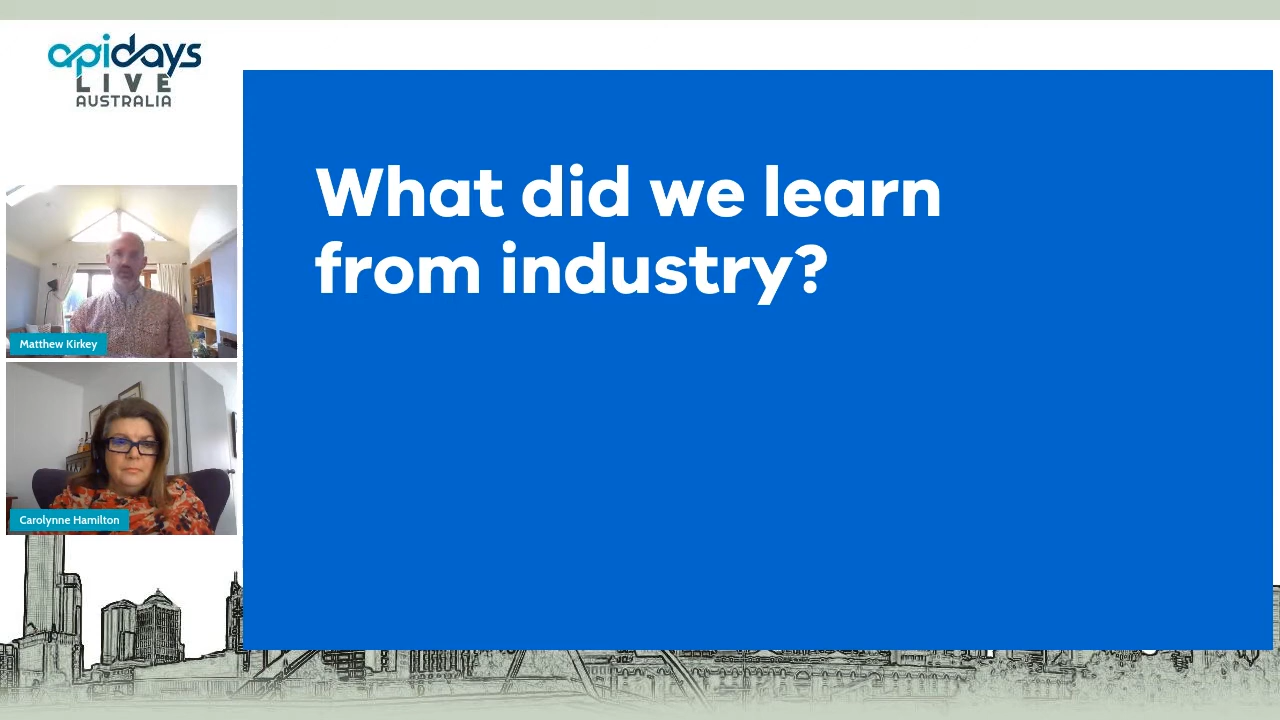 apidays
LIVE
AUSTRALIA
What did we learn
from industry?
Matthew Kirkey
Carolynne Hamilton